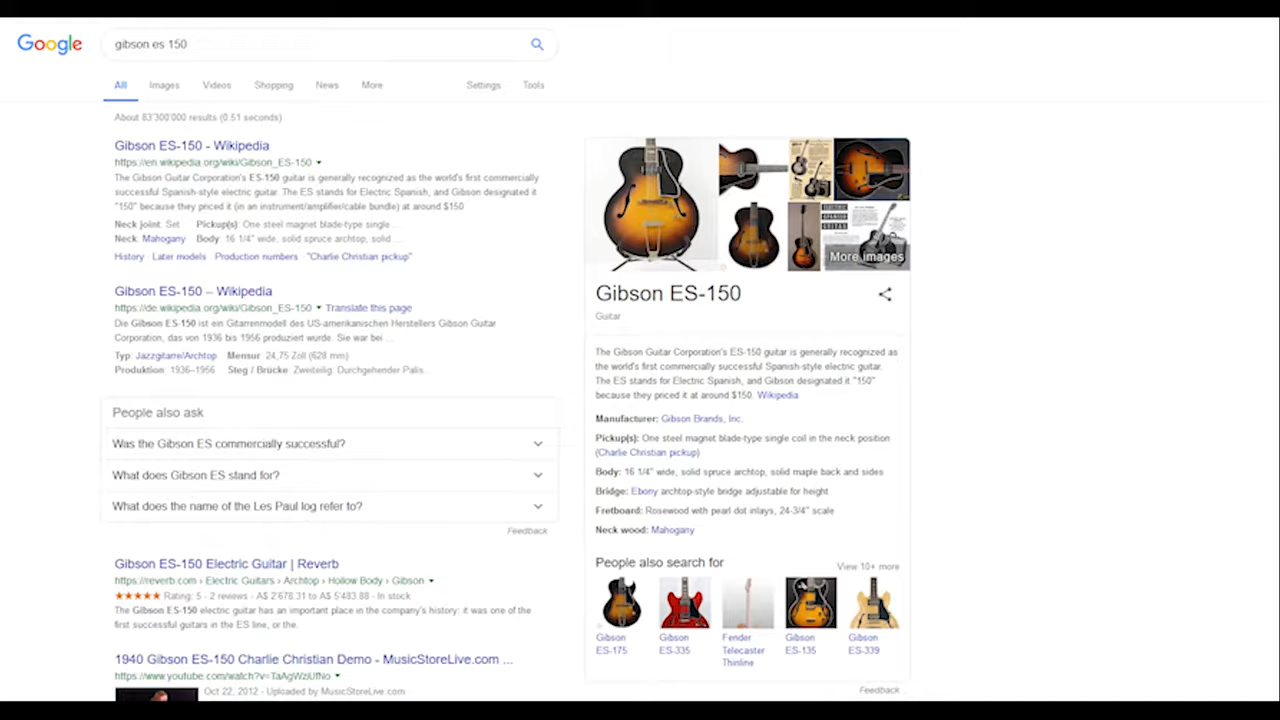 Google
gibson es 150
All Images Videos Shopping News More Settings Tools
About 83'300'000 results (0.51 seconds)
Gibson ES-150 - Wikipedia
https://en.wikipedia.org/wiki/Gibson_ES-150
The Gibson Guitar Corporation's ES-150 guitar is generally recognized as the world's first commercially
successful Spanish-style electric guitar. The ES stands for Electric Spanish, and Gibson designated it
"150" because they priced it (in an instrument/amplifier/cable bundle) at around $150
Neck joint: Set Pickup(s): One steel magnet blade-type single ...
Neck: Mahogany Body: 16 1/4" wide, solid spruce archtop, solid ...
History Later models Production numbers "Charlie Christian pickup"
Gibson ES-150 – Wikipedia
https://de.wikipedia.org/wiki/Gibson_ES-150 Translate this page
Die Gibson ES-150 ist ein Gitarrenmodell des US-amerikanischen Herstellers Gibson Guitar
Corporation, das von 1936 bis 1956 produziert wurde. Sie war bei ...
Typ: Jazzgitarre/Archtop Mensur: 24,75 Zoll (628 mm)
Produktion: 1936–1956 Steg / Brücke: Zweiteilig: Durchgehender Palis...
People also ask
Was the Gibson ES commercially successful?
What does Gibson ES stand for?
What does the name of the Les Paul log refer to?
Feedback
Gibson ES-150 Electric Guitar | Reverb
https://reverb.com › Electric Guitars › Archtop › Hollow Body › Gibson
Rating: 5 - 2 reviews - A$ 2'678.31 to A$ 5'483.88 - In stock
The Gibson ES-150 electric guitar has an important place in the company's history: it was one of the
first successful guitars in the ES line, or the.
1940 Gibson ES-150 Charlie Christian Demo - MusicStoreLive.com ...
https://www.youtube.com/watch?v=
Oct 22, 2012 - Uploaded by MusicStoreLive.com
ELECTRIC
SPANISH
GUITAR
More images
Gibson ES-150
Guitar
The Gibson Guitar Corporation's ES-150 guitar is generally recognized as
the world's first commercially successful Spanish-style electric guitar.
The ES stands for Electric Spanish, and Gibson designated it "150"
because they priced it at around $150. Wikipedia
Manufacturer: Gibson Brands, Inc.
Pickup(s): One steel magnet blade-type single coil in the neck position
(Charlie Christian pickup)
Body: 16 1/4" wide, solid spruce archtop, solid maple back and sides
Bridge: Ebony archtop-style bridge adjustable for height
Fretboard: Rosewood with pearl dot inlays, 24-3/4" scale
Neck wood: Mahogany
People also search for
View 10+ more
Gibson ES-175
Gibson ES-335
Fender Telecaster Thinline
Gibson ES-135
Gibson ES-339
Feedback